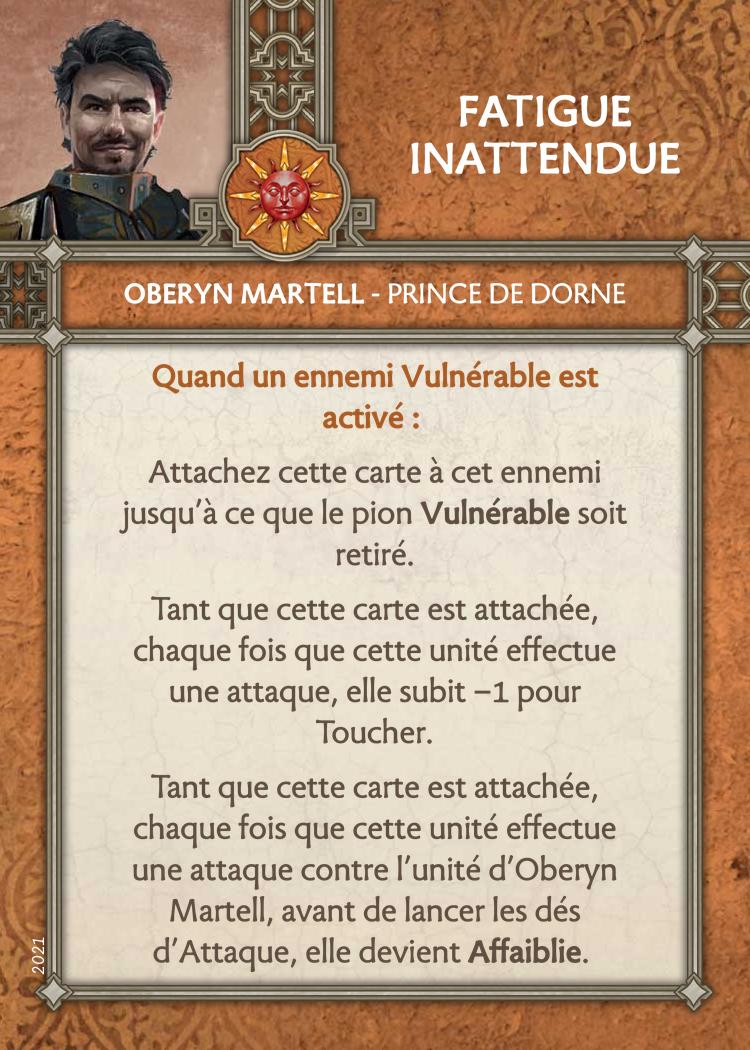 FATIGUE
INATTENDUE
OBERYN MARTELL - PRINCE DE DORNE
Quand un ennemi Vulnérable est
activé :
Attachez cette carte à cet ennemi
jusqu'à ce que le pion Vulnérable soit
retiré.
Tant que cette carte est attachée,
chaque fois que cette unité effectue
une attaque, elle subit –1 pour
Toucher.
Tant que cette carte est attachée,
chaque fois que cette unité effectue
une attaque contre l'unité d'Oberyn
Martell, avant de lancer les dés
d'Attaque, elle devient Affaiblie.
2021